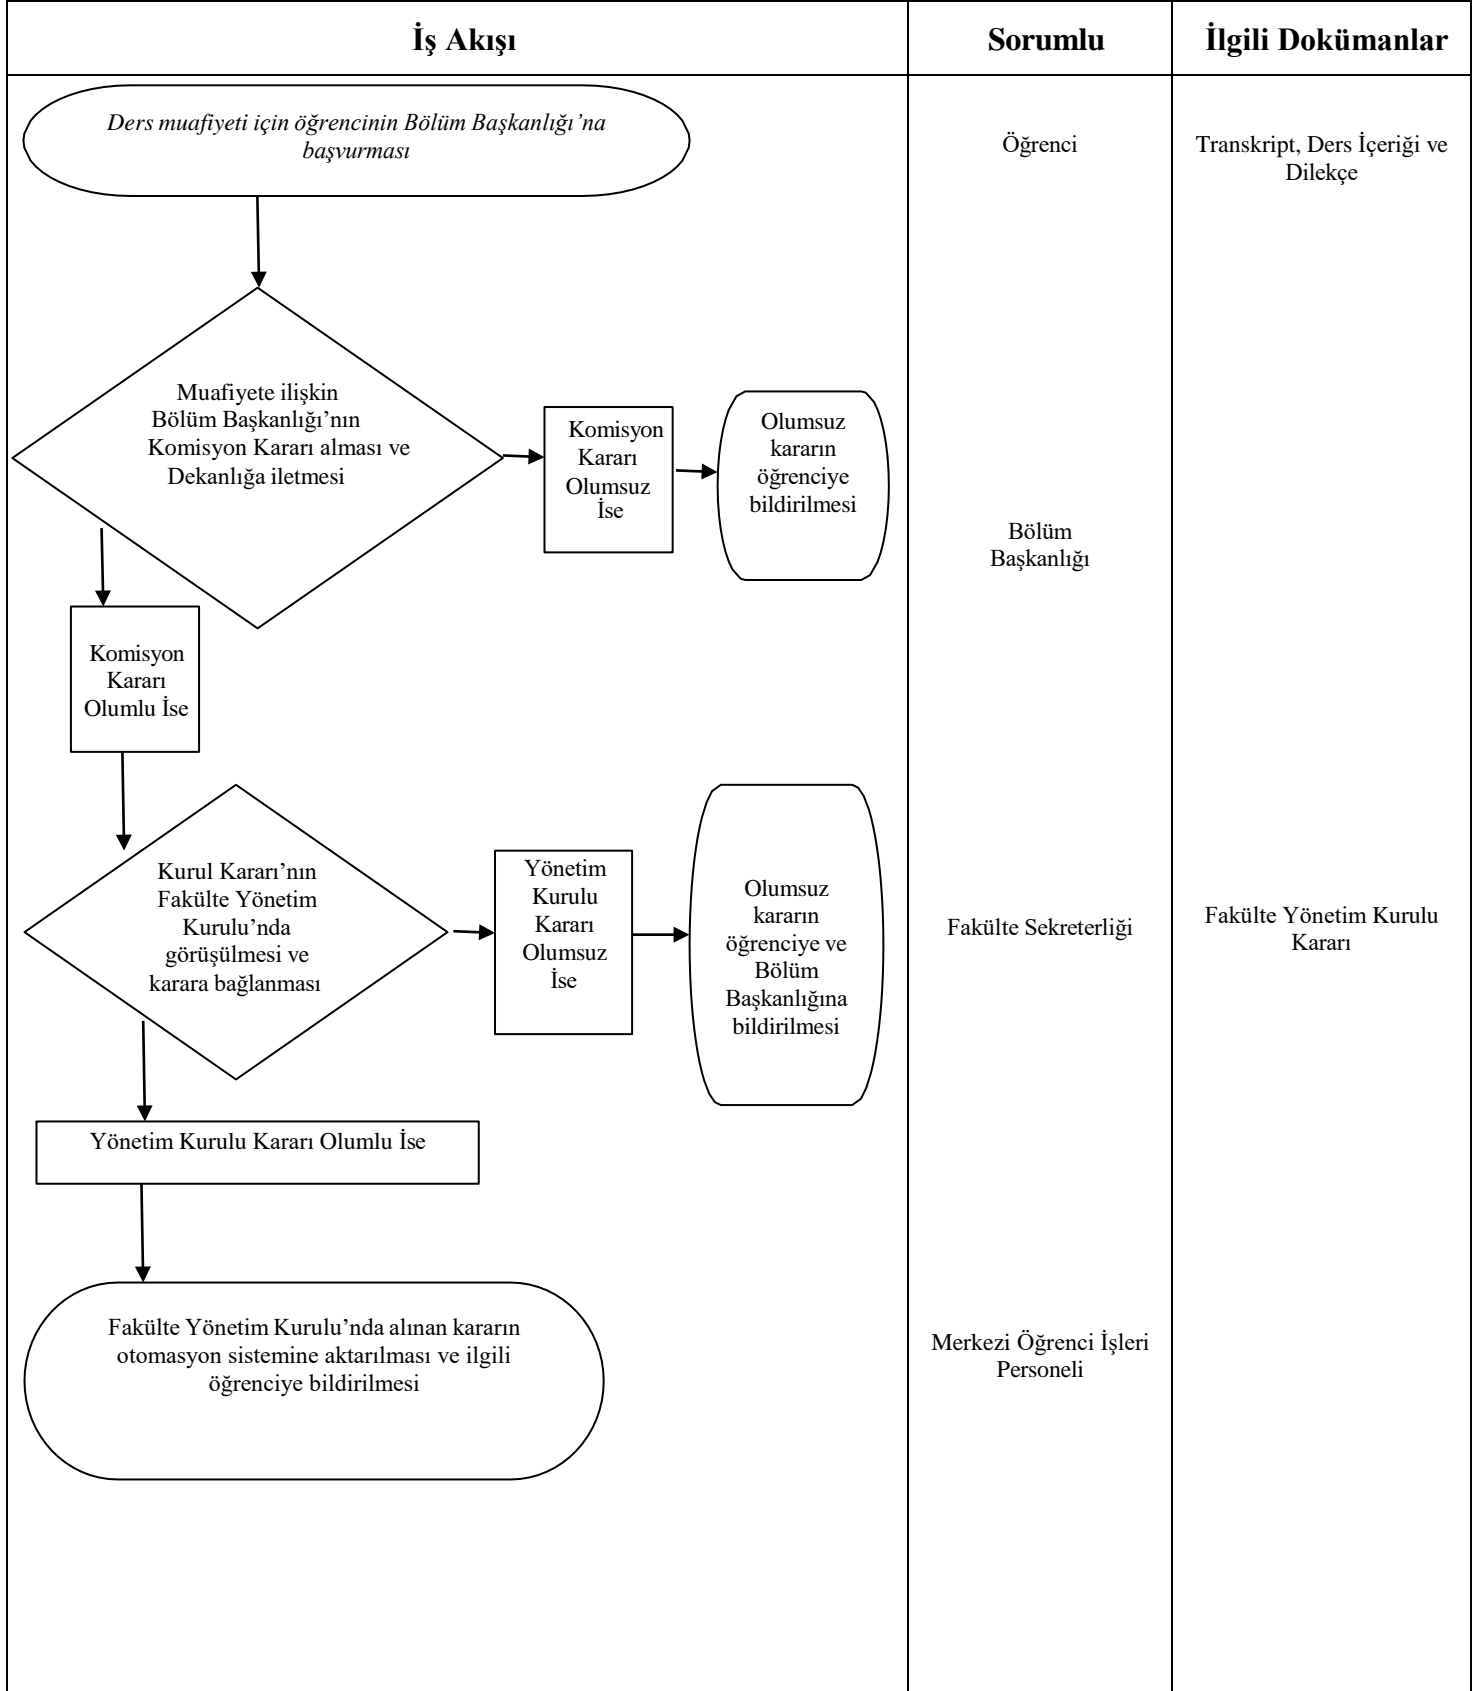 İş Akışı
Sorumlu
İlgili Dokümanlar
Ders muafiyeti için öğrencinin Bölüm Başkanlığı’na
başvurması
Öğrenci
Transkript, Ders İçeriği ve
Dilekçe
Muafiyete ilişkin
Bölüm Başkanlığı’nın
Komisyon Kararı alması ve
Dekanlığa iletmesi
Komisyon
Kararı
Olumsuz
İse
Olumsuz
kararın
öğrenciye
bildirilmesi
Bölüm
Başkanlığı
Komisyon
Kararı
Olumlu İse
Kurul Kararı’nın
Fakülte Yönetim
Kurulu’nda
görüşülmesi ve
karara bağlanması
Yönetim
Kurulu
Kararı
Olumsuz
İse
Olumsuz
kararın
öğrenciye ve
Bölüm
Başkanlığına
bildirilmesi
Fakülte Sekreterliği
Fakülte Yönetim Kurulu
Kararı
Yönetim Kurulu Kararı Olumlu İse
Fakülte Yönetim Kurulu’nda alınan kararın
otomasyon sistemine aktarılması ve ilgili
öğrenciye bildirilmesi
Merkezi Öğrenci İşleri
Personeli